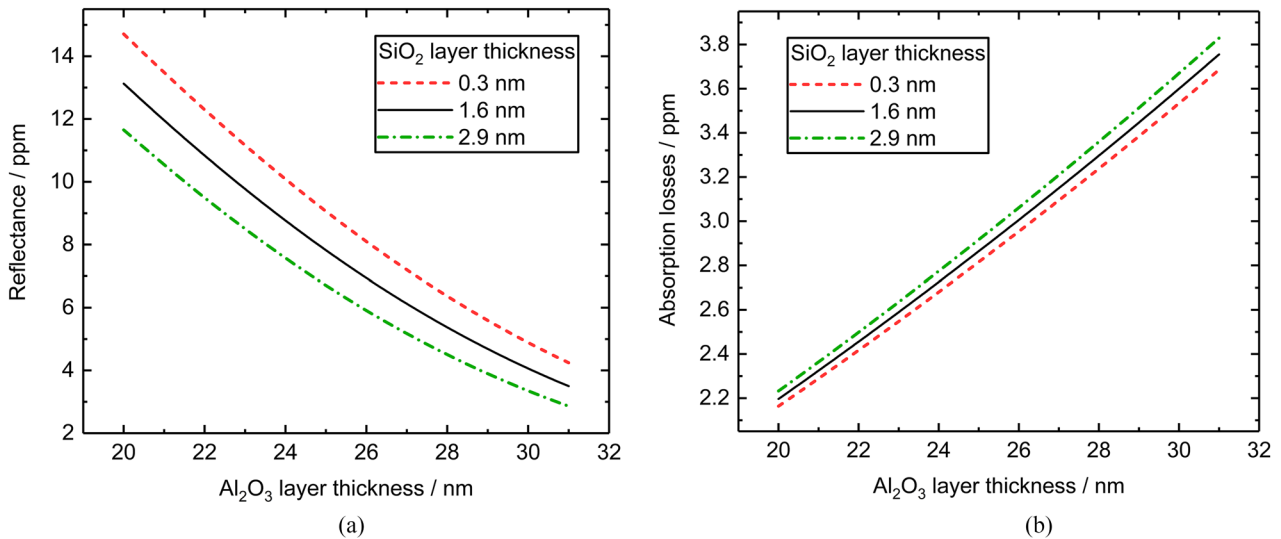 Reflectance / ppm
14
12
10
8
6
4
2
SiO₂ layer thickness
0.3 nm
1.6 nm
2.9 nm
20 22 24 26 28 30 32
Al₂O₃ layer thickness / nm
(a)
Absorption losses / ppm
3.8
3.6
3.4
3.2
3.0
2.8
2.6
2.4
2.2
SiO₂ layer thickness
0.3 nm
1.6 nm
2.9 nm
20 22 24 26 28 30 32
Al₂O₃ layer thickness / nm
(b)